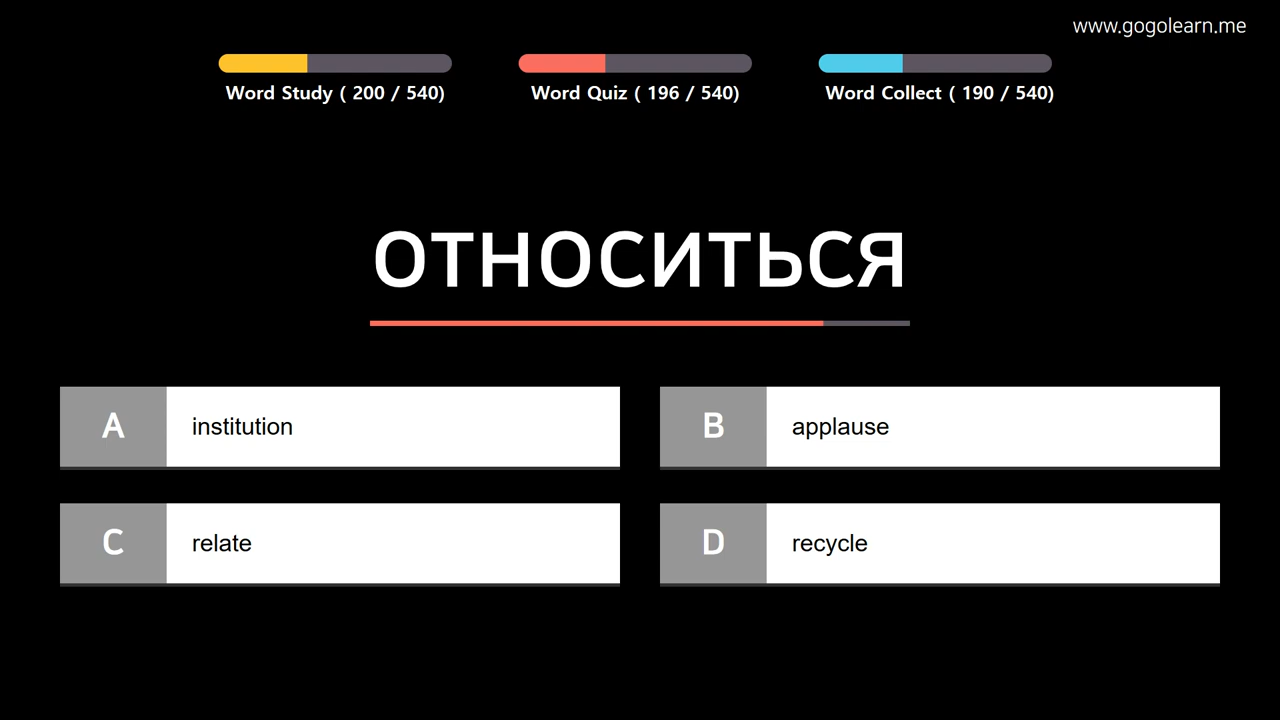 www.gogolearn.me
Word Study ( 200 / 540)
Word Quiz ( 196 / 540)
Word Collect ( 190 / 540)
ОТНОСИТЬСЯ
A institution
B applause
C relate
D recycle